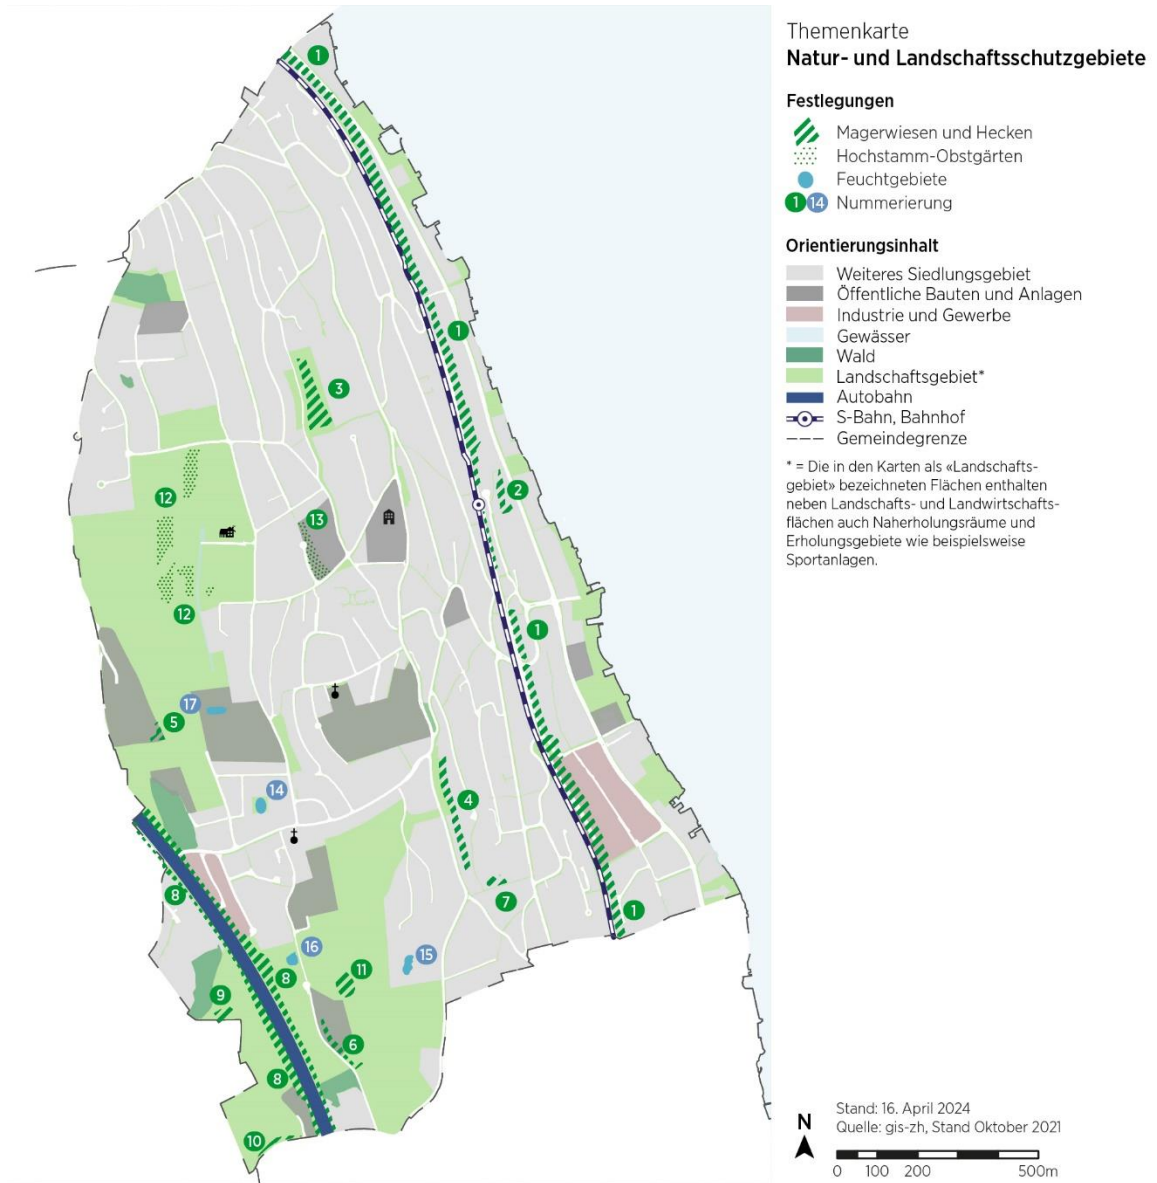 Themenkarte
Natur- und Landschaftsschutzgebiete
Festlegungen
Magerwiesen und Hecken
Hochstamm-Obstgärten
Feuchtgebiete
1 14 Nummerierung
Orientierungsinhalt
Weiteres Siedlungsgebiet
Öffentliche Bauten und Anlagen
Industrie und Gewerbe
Gewässer
Wald
Landschaftsgebiet*
Autobahn
S-Bahn, Bahnhof
Gemeindegrenze
* = Die in den Karten als «Landschafts-
gebiet» bezeichneten Flächen enthalten
neben Landschafts- und Landwirtschafts-
flächen auch Naherholungsräume und
Erholungsgebiete wie beispielsweise
Sportanlagen.
1
1
3
2
12
13
12
1
17
5
14
4
8
7
1
16
15
8
11
9
6
8
10
N
Stand: 16. April 2024
Quelle: gis-zh, Stand Oktober 2021
0 100 200 500m